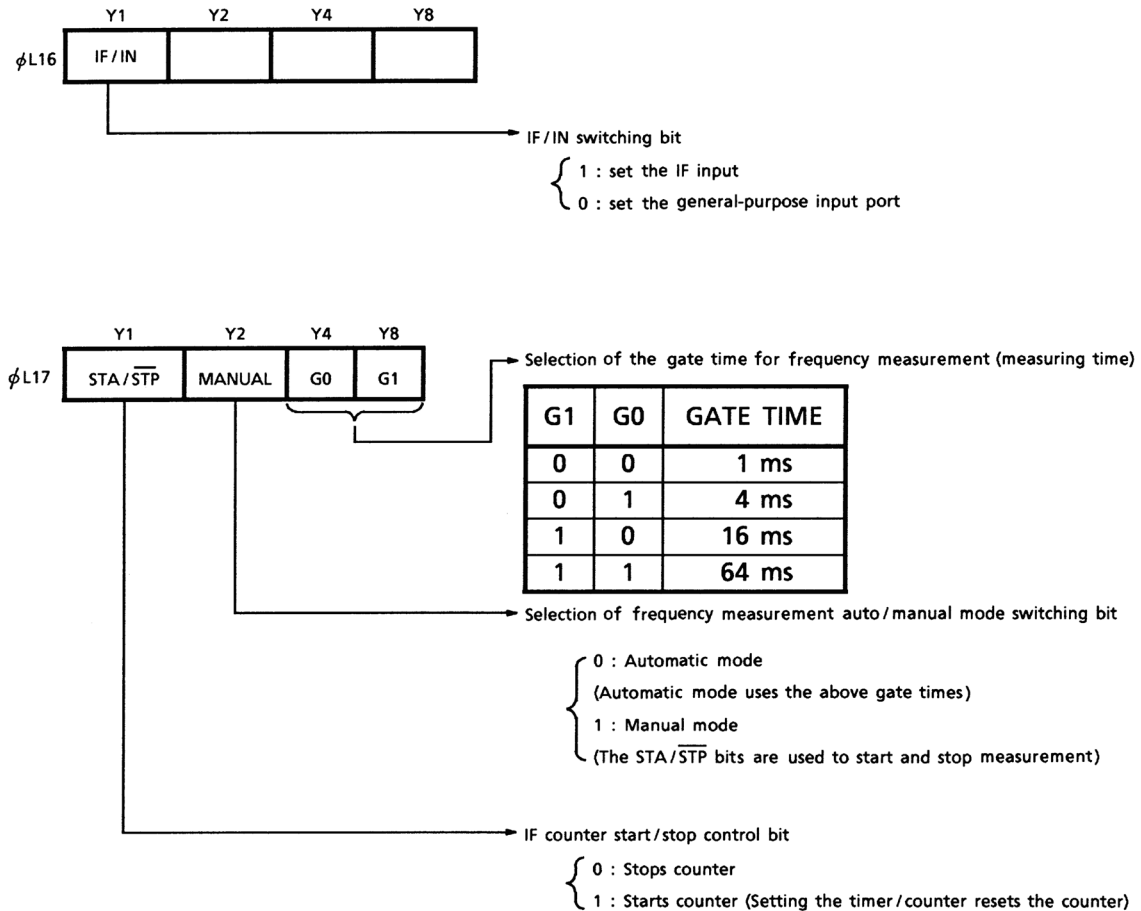 Y1 Y2 Y4 Y8
ϕL16 IF/IN
IF/IN switching bit
1 : set the IF input
0 : set the general-purpose input port
Y1 Y2 Y4 Y8
ϕL17 STA/S̅T̅P̅ MANUAL G0 G1
Selection of the gate time for frequency measurement (measuring time)
G1 G0 GATE TIME
0 0 1 ms
0 1 4 ms
1 0 16 ms
1 1 64 ms
Selection of frequency measurement auto/manual mode switching bit
0 : Automatic mode
(Automatic mode uses the above gate times)
1 : Manual mode
(The STA/S̅T̅P̅ bits are used to start and stop measurement)
IF counter start/stop control bit
0 : Stops counter
1 : Starts counter (Setting the timer/counter resets the counter)